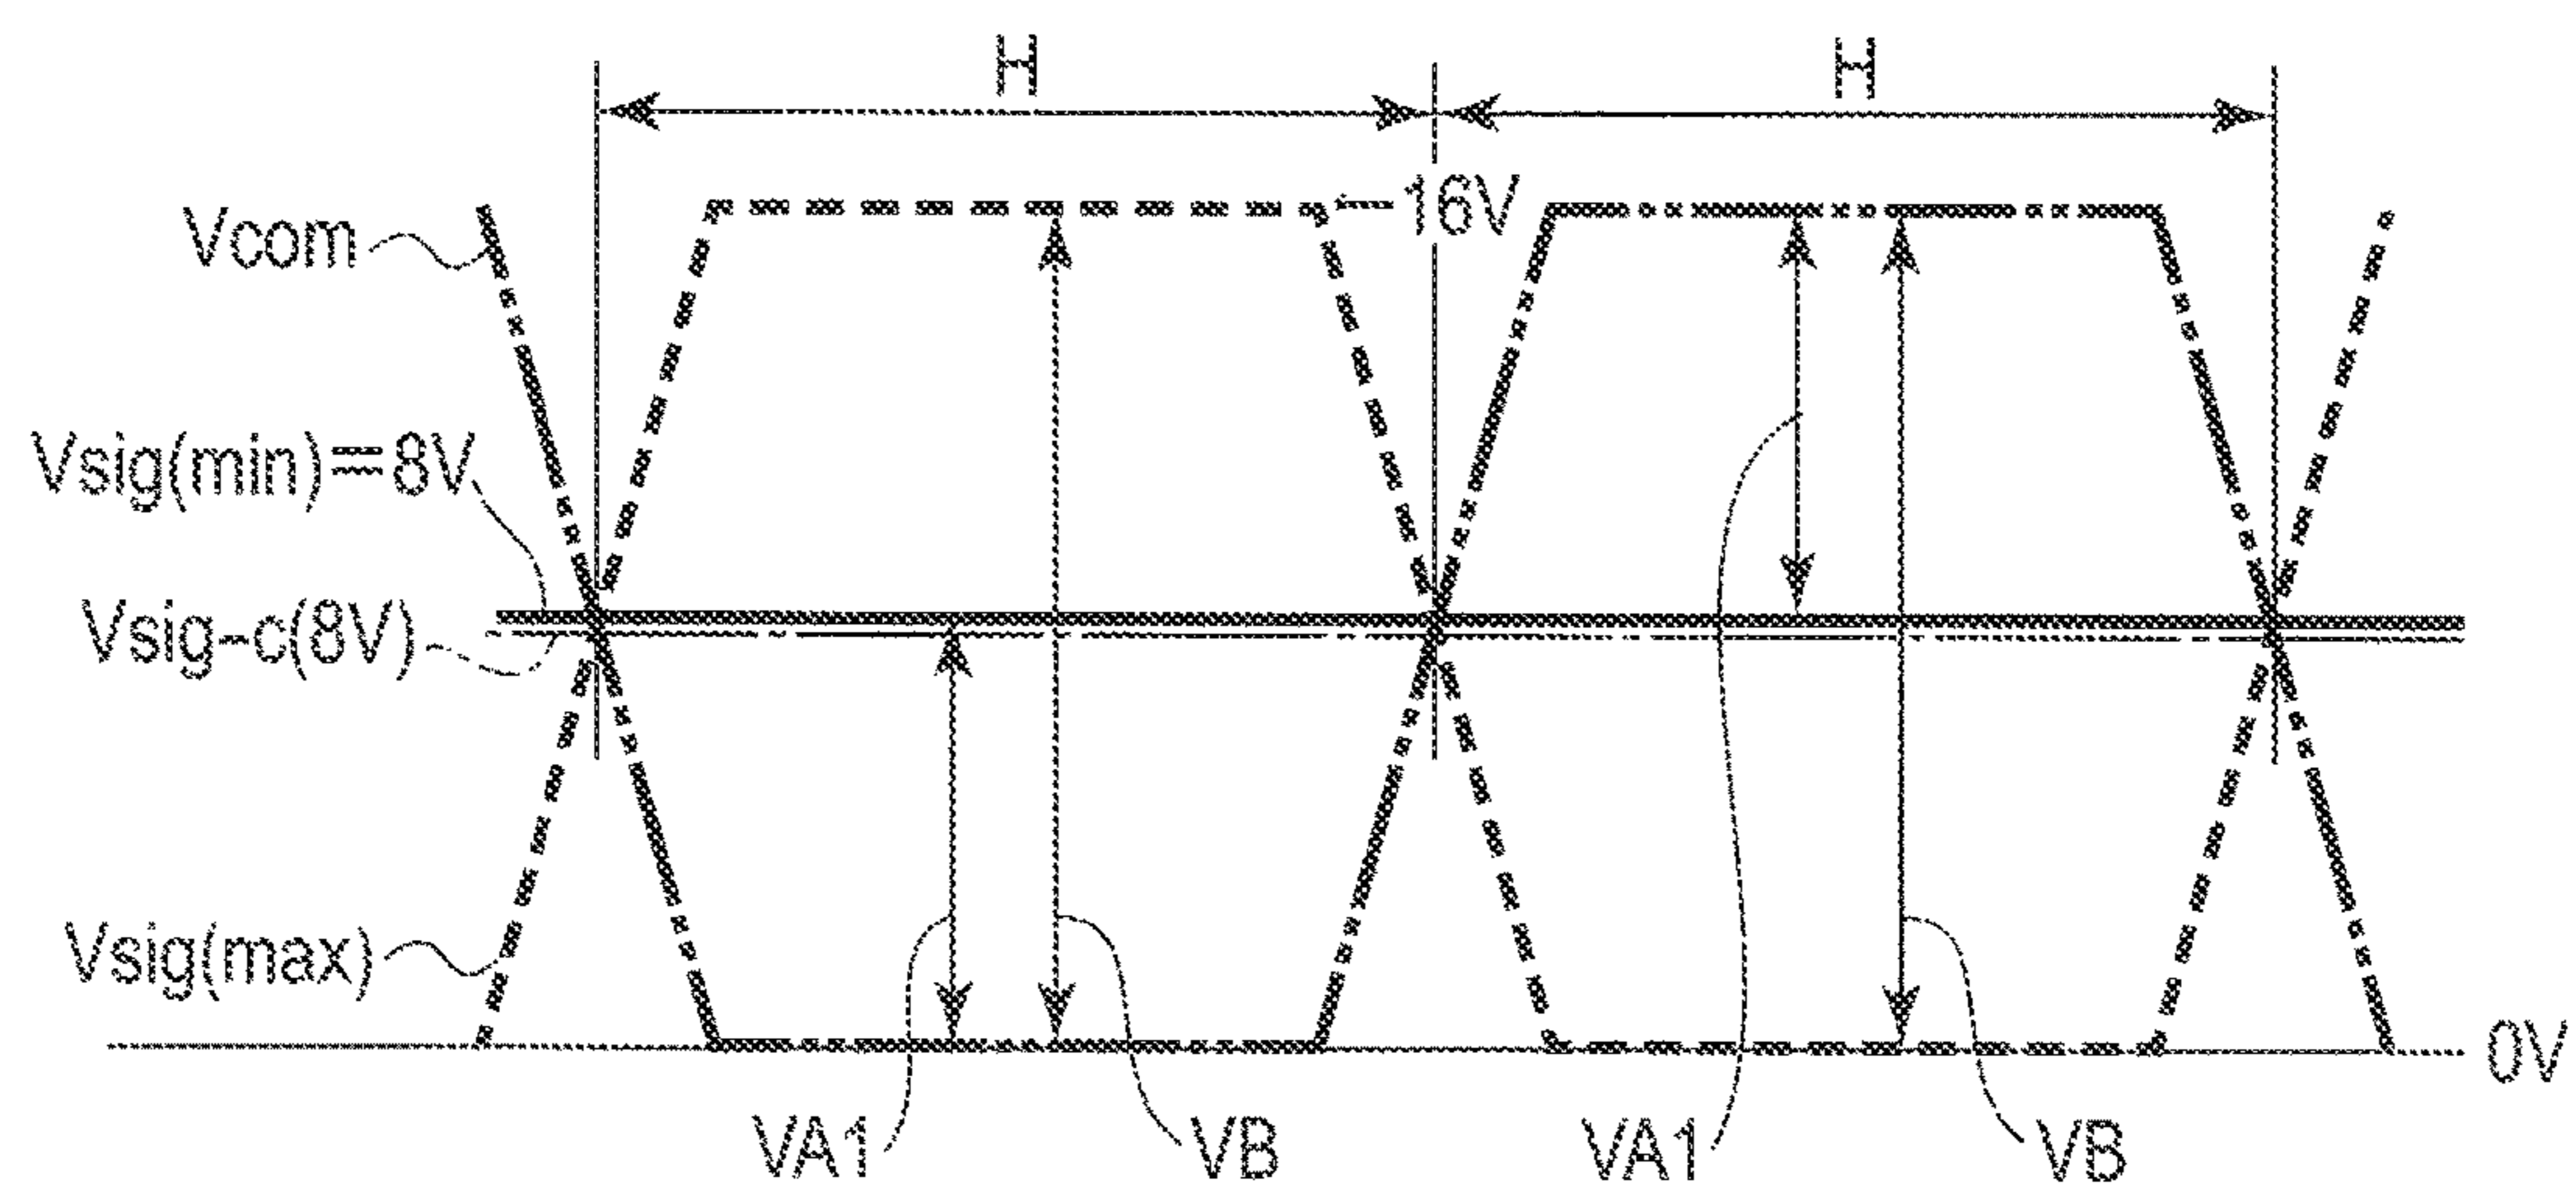 H
H
16V
Vcom
Vsig(min)=8V
Vsig-c(8V)
Vsig(max)
0V
VA1
VB
VA1
VB